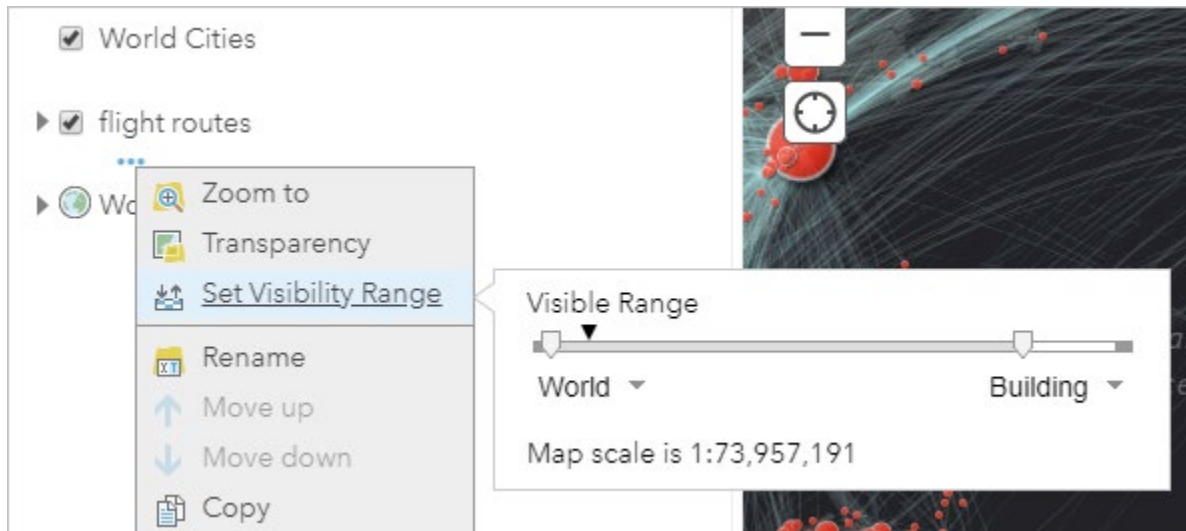 World Cities
flight routes
Wo
Zoom to
Transparency
Set Visibility Range
Visible Range
World
Building
Map scale is 1:73,957,191
Rename
Move up
Move down
Copy